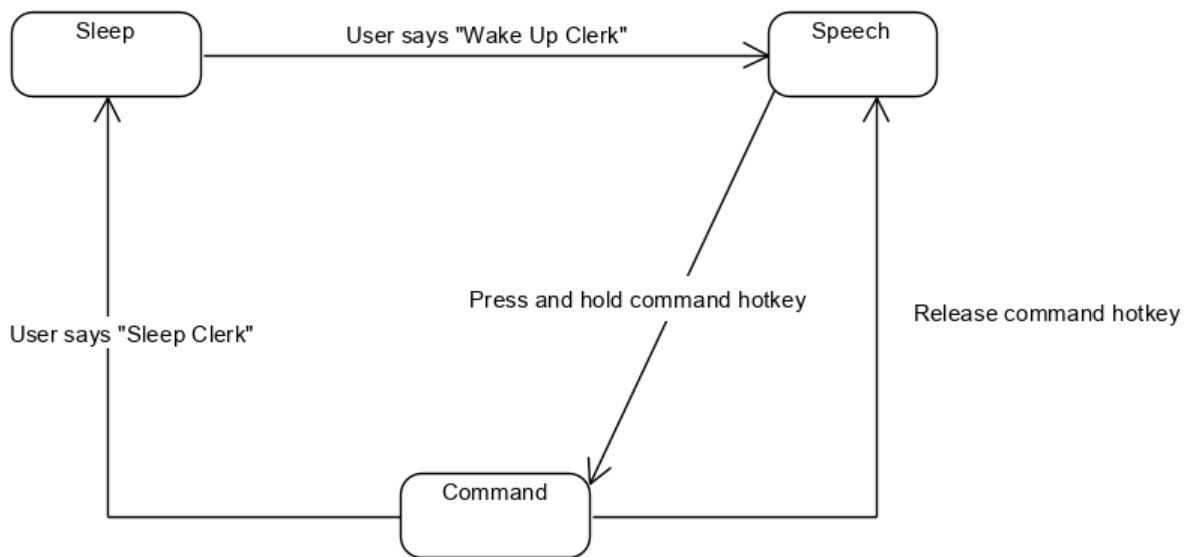 Sleep
User says "Wake Up Clerk"
Speech
Press and hold command hotkey
Release command hotkey
User says "Sleep Clerk"
Command